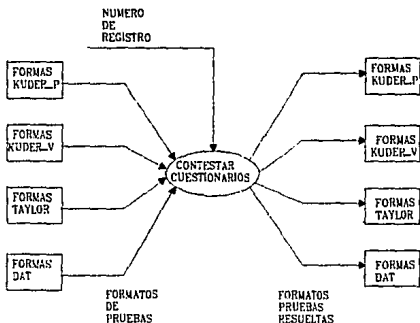 NUMERO
DE
REGISTRO
FORMAS
KUDER_P
FORMAS
KUDER_V
FORMAS
TAYLOR
FORMAS
DAT
CONTESTAR
CUESTIONARIOS
FORMAS
KUDER_P
FORMAS
KUDER_V
FORMAS
TAYLOR
FORMAS
DAT
FORMATOS
DE
PRUEBAS
FORMATOS
PRUEBAS
RESUELTAS